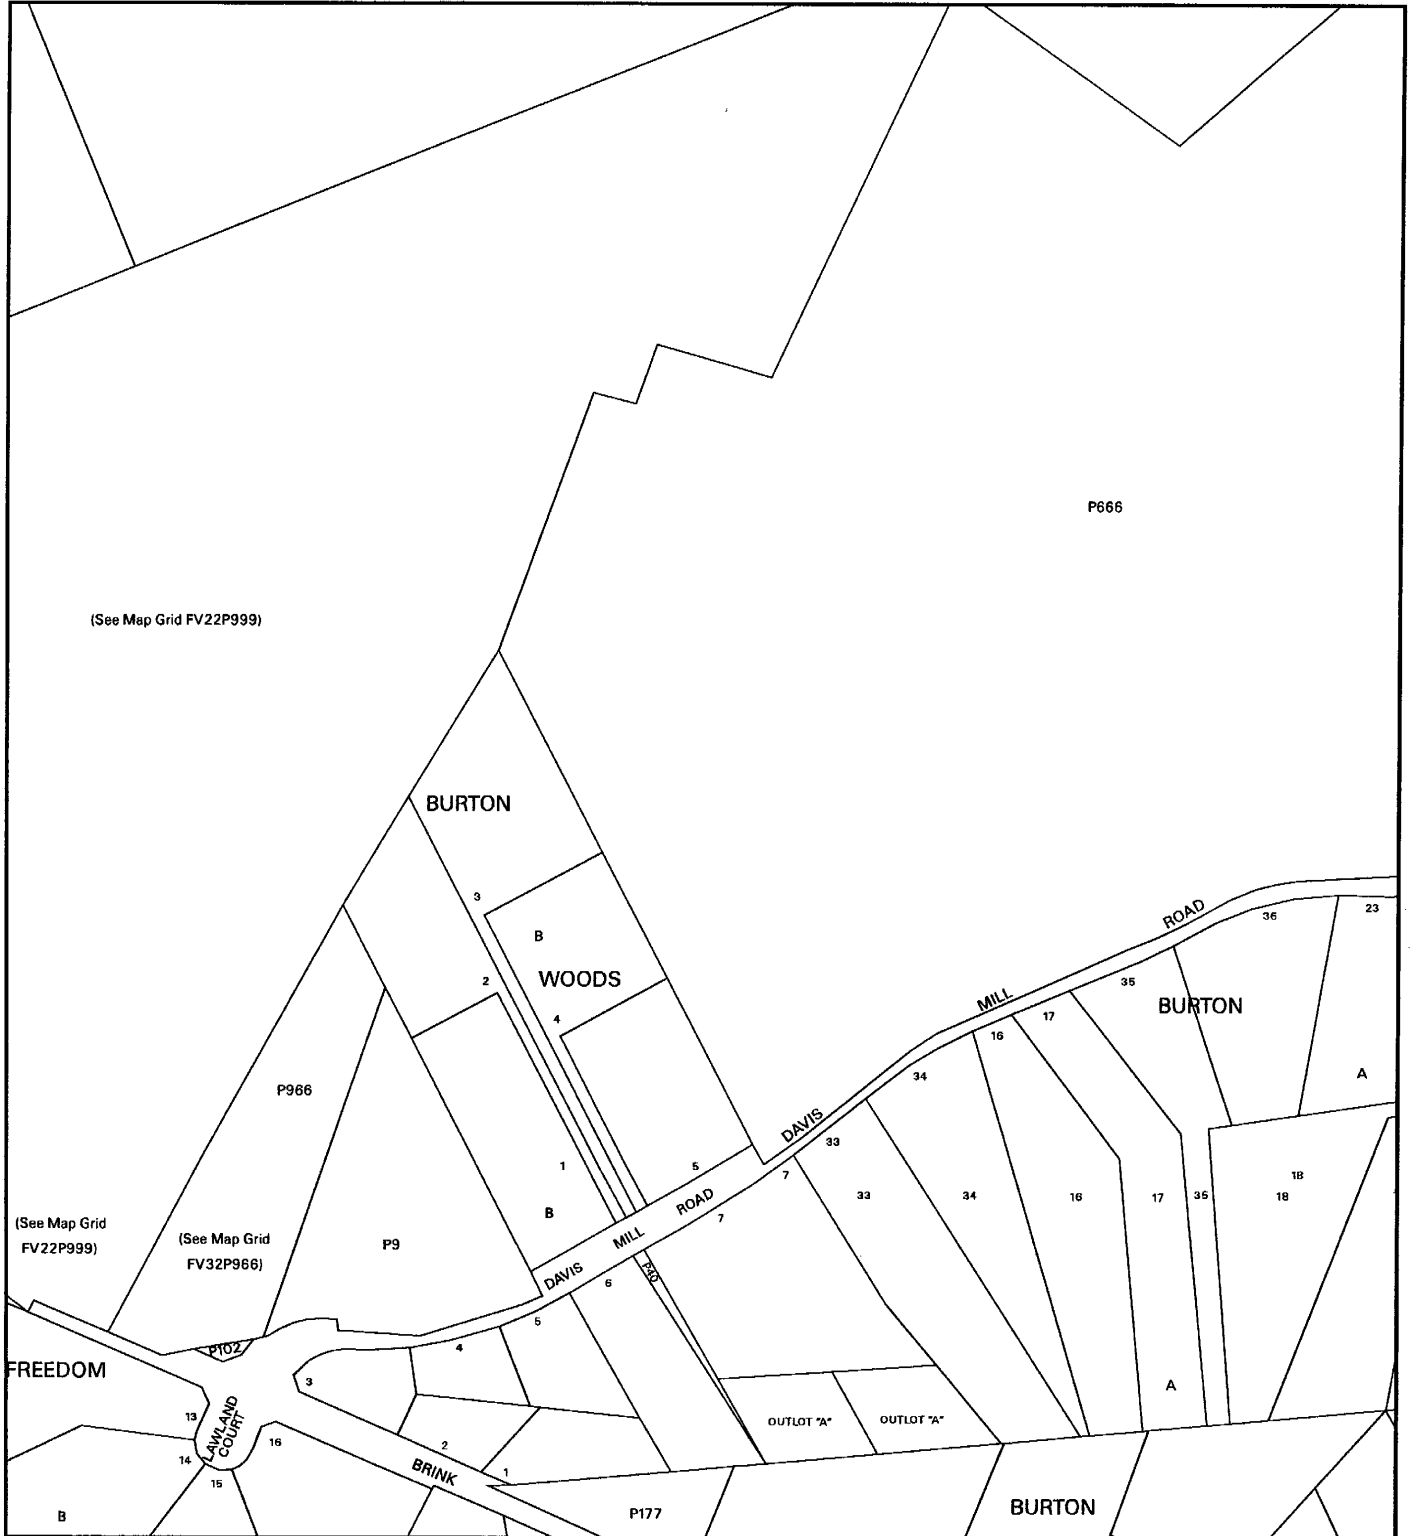 P666
(See Map Grid FV22P999)
BURTON
3
B
WOODS
2
4
ROAD
36
23
35
MILL
17
BURTON
16
34
A
P966
DAVIS
33
1
5
7
33
34
16
17
35
18
18
B
ROAD
7
MILL
(See Map Grid
FV22P999)
(See Map Grid
FV32P966)
P9
DAVIS
6
P40
5
4
P102
FREEDOM
3
A
13
LAWLAND
COURT
16
OUTLOT "A"
OUTLOT "A"
2
14
15
BRINK
1
B
P177
BURTON